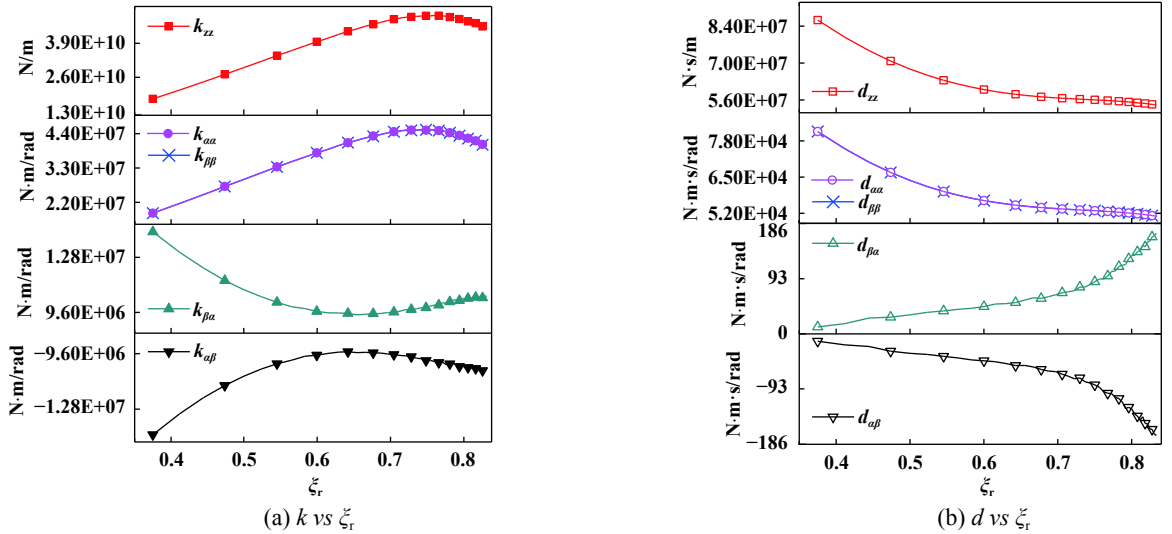 N/m
3.90E+10
2.60E+10
1.30E+10
k_zz
N·m/rad
4.40E+07
3.30E+07
2.20E+07
k_αα
k_ββ
N·m/rad
1.28E+07
9.60E+06
k_βα
N·m/rad
−9.60E+06
−1.28E+07
k_αβ
0.4 0.5 0.6 0.7 0.8
ξ_r
(a) k vs ξ_r
N·s/m
8.40E+07
7.00E+07
5.60E+07
d_zz
N·m·s/rad
7.80E+04
6.50E+04
5.20E+04
d_αα
d_ββ
N·m·s/rad
186
93
0
d_βα
N·m·s/rad
−93
−186
d_αβ
0.4 0.5 0.6 0.7 0.8
ξ_r
(b) d vs ξ_r